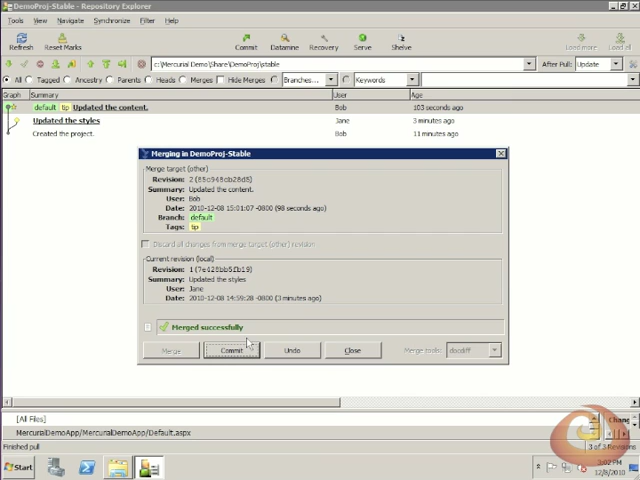 DemoProj-Stable - Repository Explorer
Tools View Navigate Synchronize Filter Help
Refresh Reset Marks Commit Datamine Recovery Serve Shelve Load more Load all
c:\Mercurial Demo\Share\DemoProj\stable After Pull: Update
All Tagged Ancestry Parents Heads Merges Hide Merges Branches... Keywords
Graph Summary User Age
default tip Updated the content. Bob 103 seconds ago
Updated the styles Jane 3 minutes ago
Created the project. Bob 11 minutes ago
Merging in DemoProj-Stable
Merge target (other)
Revision: 2 (85c948cb28d5)
Summary: Updated the content.
User: Bob
Date: 2010-12-08 15:01:07 -0800 (98 seconds ago)
Branch: default
Tags: tip
Discard all changes from merge target (other) revision
Current revision (local)
Revision: 1 (7e428bb5fb19)
Summary: Updated the styles
User: Jane
Date: 2010-12-08 14:59:28 -0800 (3 minutes ago)
Merged successfully
Merge Commit Undo Close Merge tools: docdiff
[All Files]
MercurialDemoApp/MercurialDemoApp/Default.aspx
Finished pull 3 of 3 Revisions
Start 3:02 PM
12/8/2010